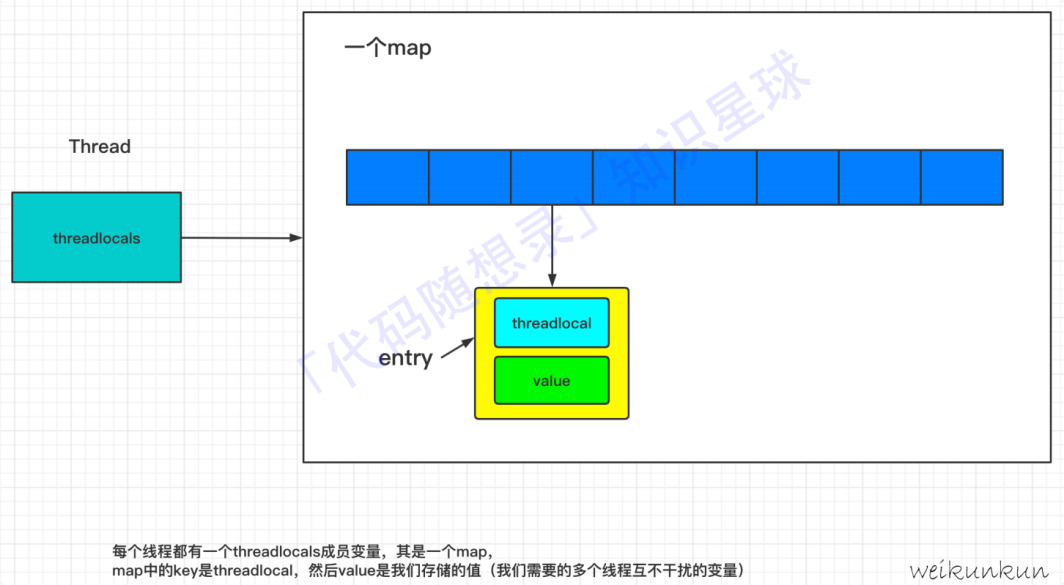 一个map
Thread
threadlocals
threadlocal
entry
value
「代码随想录」知识星球
每个线程都有一个threadlocals成员变量，其是一个map，
map中的key是threadlocal，然后value是我们存储的值（我们需要的多个线程互不干扰的变量）
weikunkun